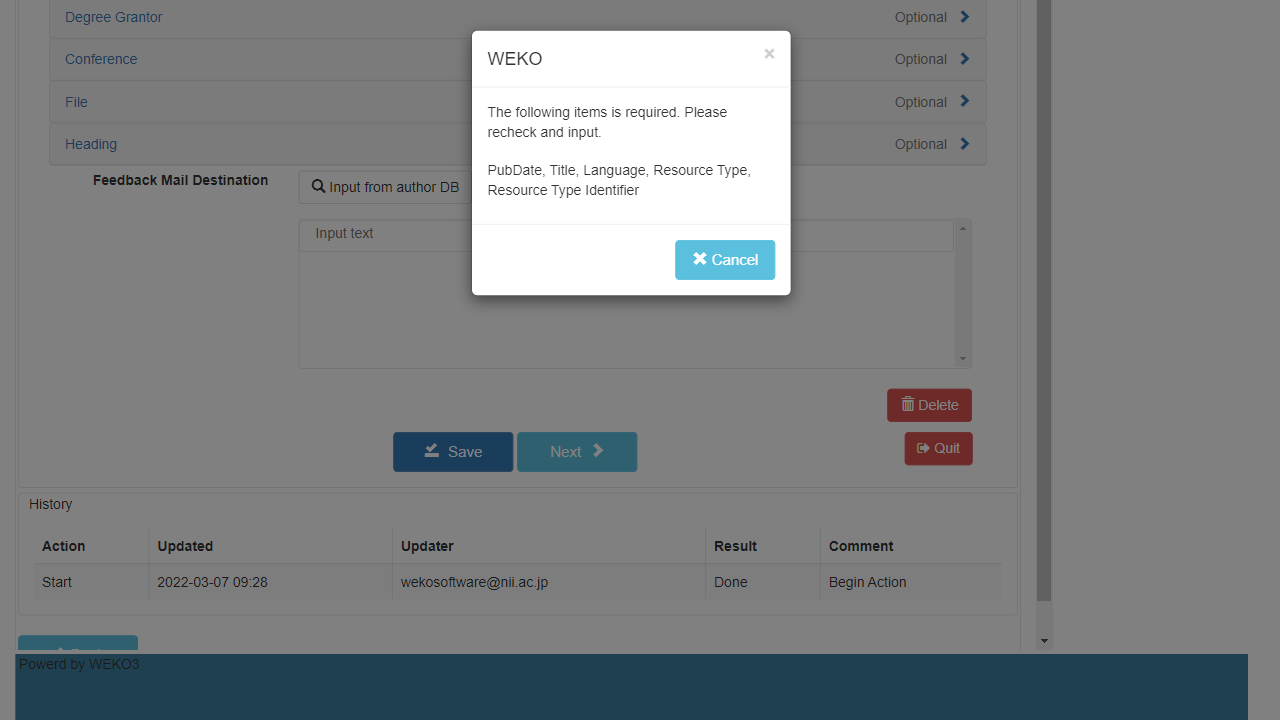 Degree Grantor Optional
Conference Optional
File Optional
Heading Optional
WEKO ×
The following items is required. Please
recheck and input.
PubDate, Title, Language, Resource Type,
Resource Type Identifier
Cancel
Feedback Mail Destination Input from author DB
Input text
Delete
Save Next Quit
History
Action Updated Updater Result Comment
Start 2022-03-07 09:28 wekosoftware@nii.ac.jp Done Begin Action
Powerd by WEKO3